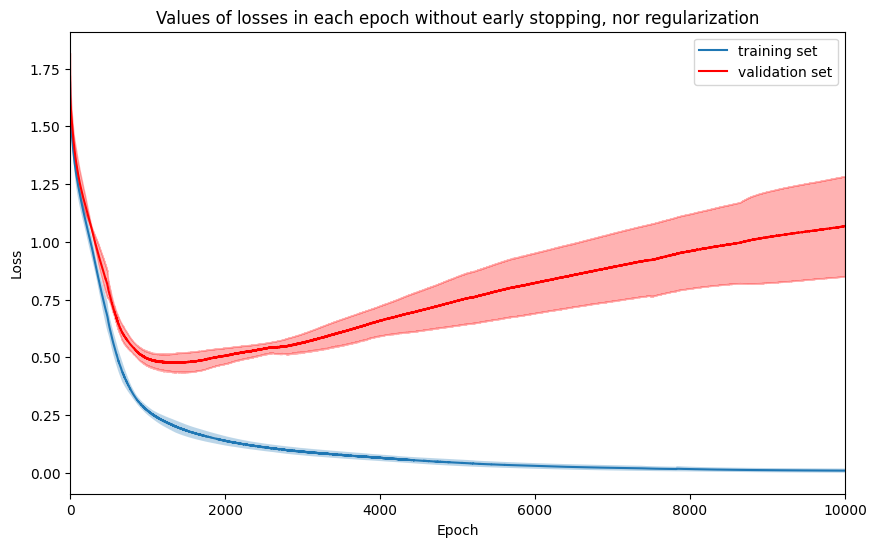 Values of losses in each epoch without early stopping, nor regularization
training set
validation set
1.75
1.50
1.25
1.00
0.75
0.50
0.25
0.00
Loss
0 2000 4000 6000 8000 10000
Epoch